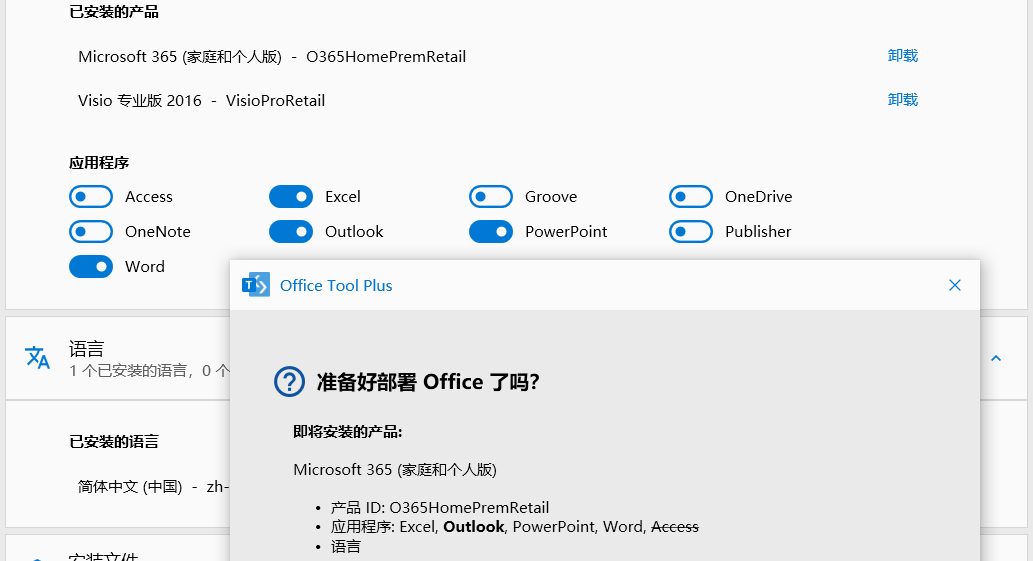 已安装的产品
Microsoft 365 (家庭和个人版) - O365HomePremRetail 卸载
Visio 专业版 2016 - VisioProRetail 卸载
应用程序
Access Excel Groove OneDrive
OneNote Outlook PowerPoint Publisher
Word
Office Tool Plus
语言
1 个已安装的语言，0 个
准备好部署 Office 了吗?
即将安装的产品:
已安装的语言
Microsoft 365 (家庭和个人版)
简体中文 (中国) - zh-
• 产品 ID: O365HomePremRetail
• 应用程序: Excel, Outlook, PowerPoint, Word, Access
• 语言
安装文件